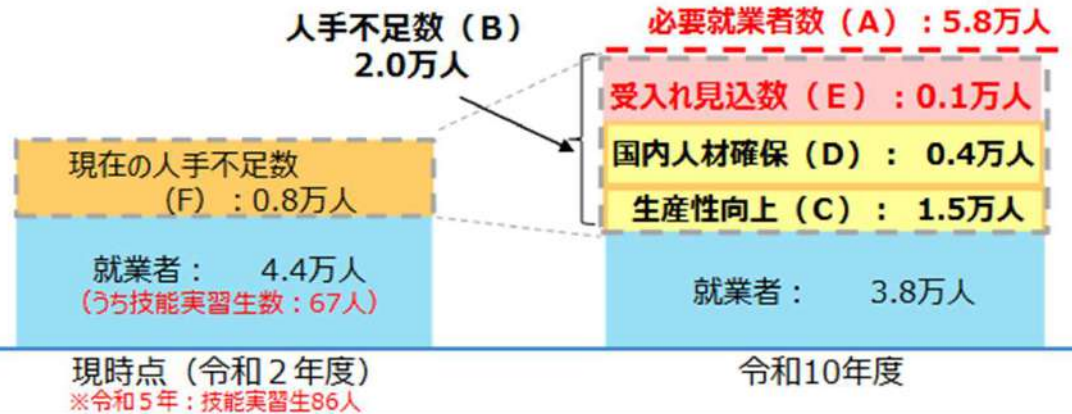 人手不足数（B）
2.0万人
必要就業者数（A）：5.8万人
受入れ見込数（E）：0.1万人
国内人材確保（D）： 0.4万人
生産性向上（C）： 1.5万人
就業者： 3.8万人
令和10年度
現在の人手不足数
（F）：0.8万人
就業者： 4.4万人
（うち技能実習生数：67人）
現時点（令和２年度）
※令和５年：技能実習生86人